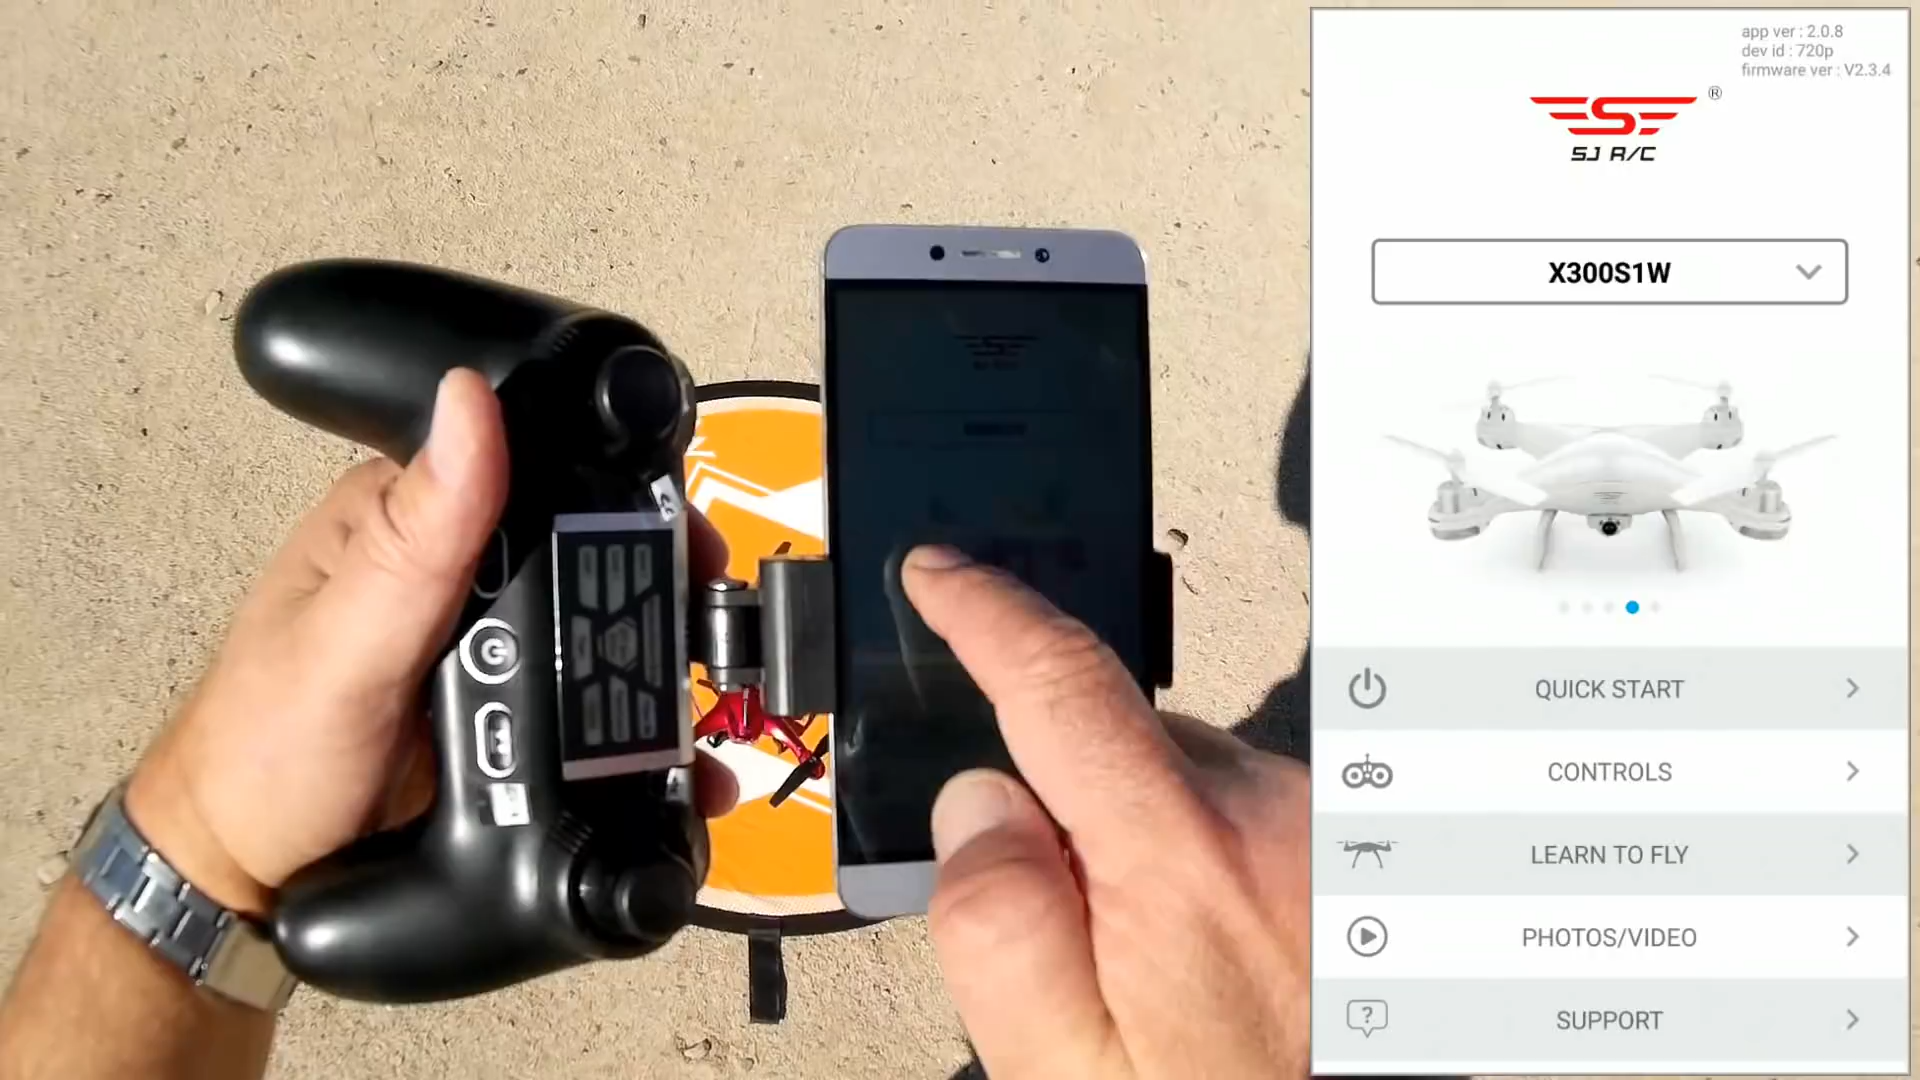 app ver : 2.0.8
dev id : 720p
firmware ver : V2.3.4
®
SJ R/C
X300S1W
QUICK START
CONTROLS
LEARN TO FLY
PHOTOS/VIDEO
SUPPORT